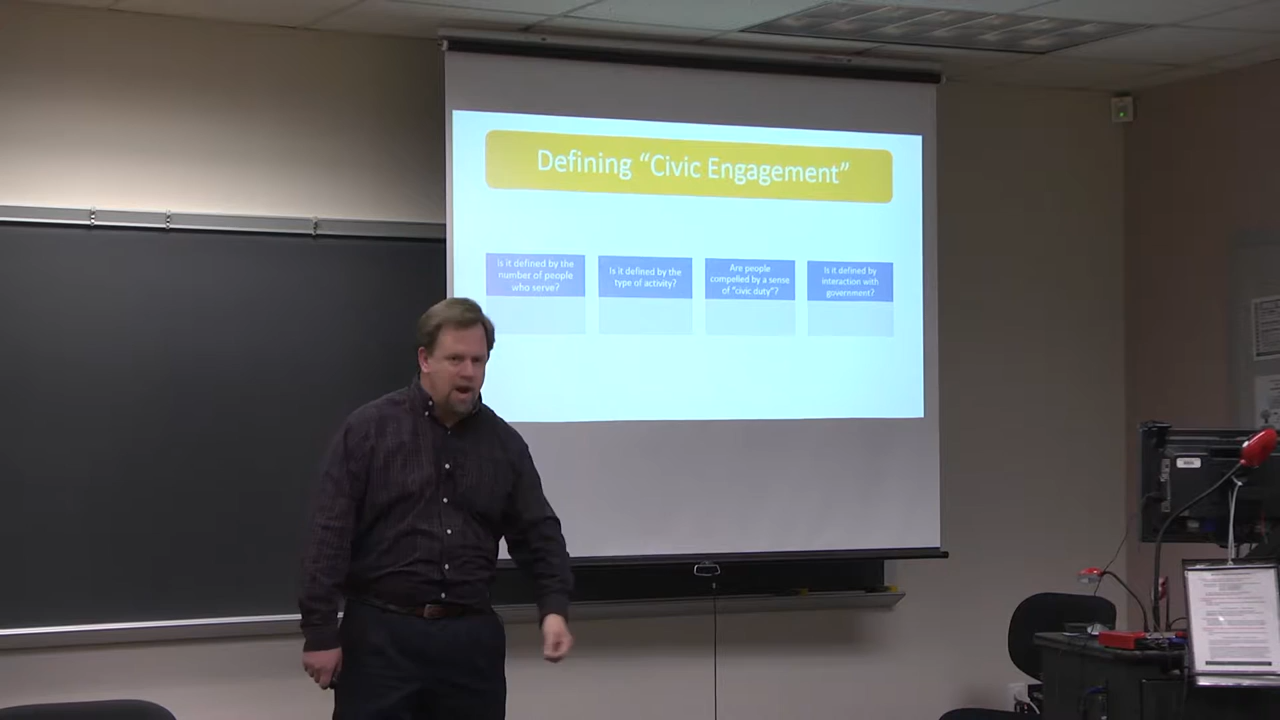 Defining “Civic Engagement”
Is it defined by the
number of people
who serve?
Is it defined by the
type of activity?
Are people
compelled by a sense
of “civic duty”?
Is it defined by
interaction with
government?